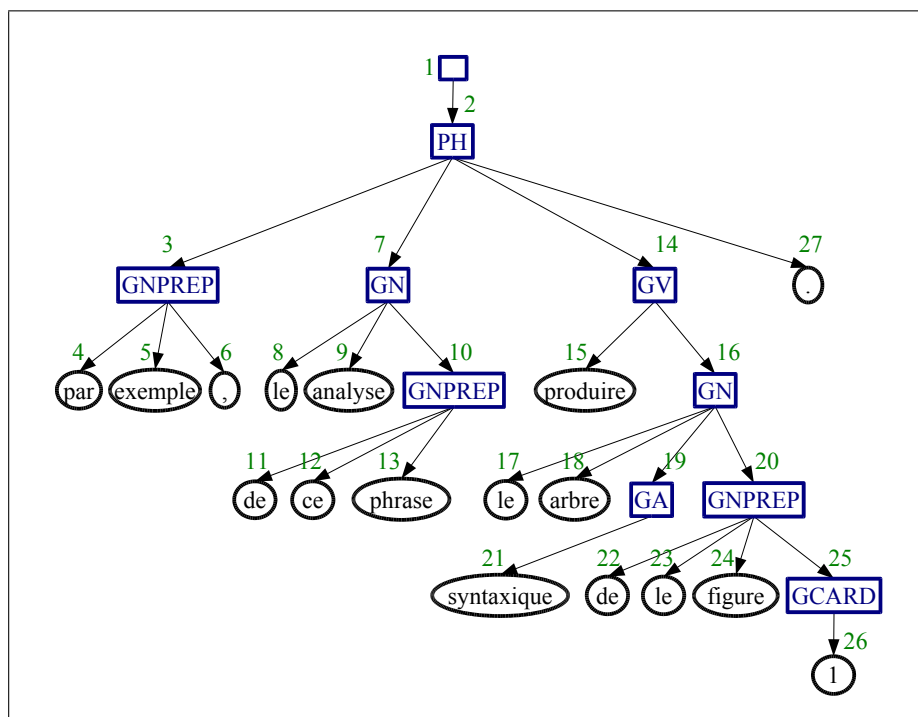 1
2
PH
3 7 14 27
GNPREP GN GV .
4 5 6 8 9 10 15 16
par exemple , le analyse GNPREP produire GN
11 12 13 17 18 19 20
de ce phrase le arbre GA GNPREP
21 22 23 24 25
syntaxique de le figure GCARD
26
1